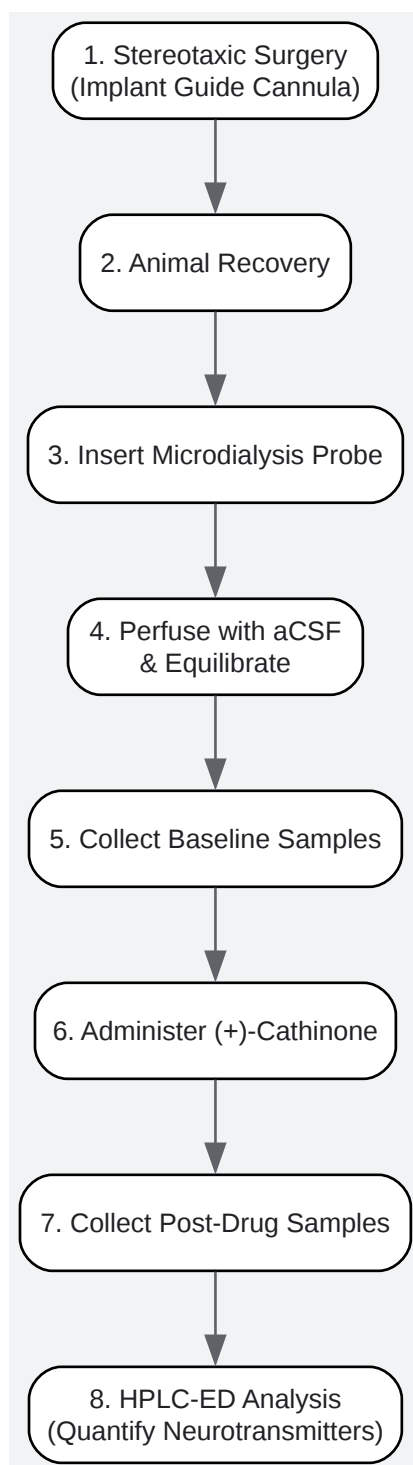 1. Stereotaxic Surgery
(Implant Guide Cannula)
2. Animal Recovery
3. Insert Microdialysis Probe
4. Perfuse with aCSF
& Equilibrate
5. Collect Baseline Samples
6. Administer (+)-Cathinone
7. Collect Post-Drug Samples
8. HPLC-ED Analysis
(Quantify Neurotransmitters)